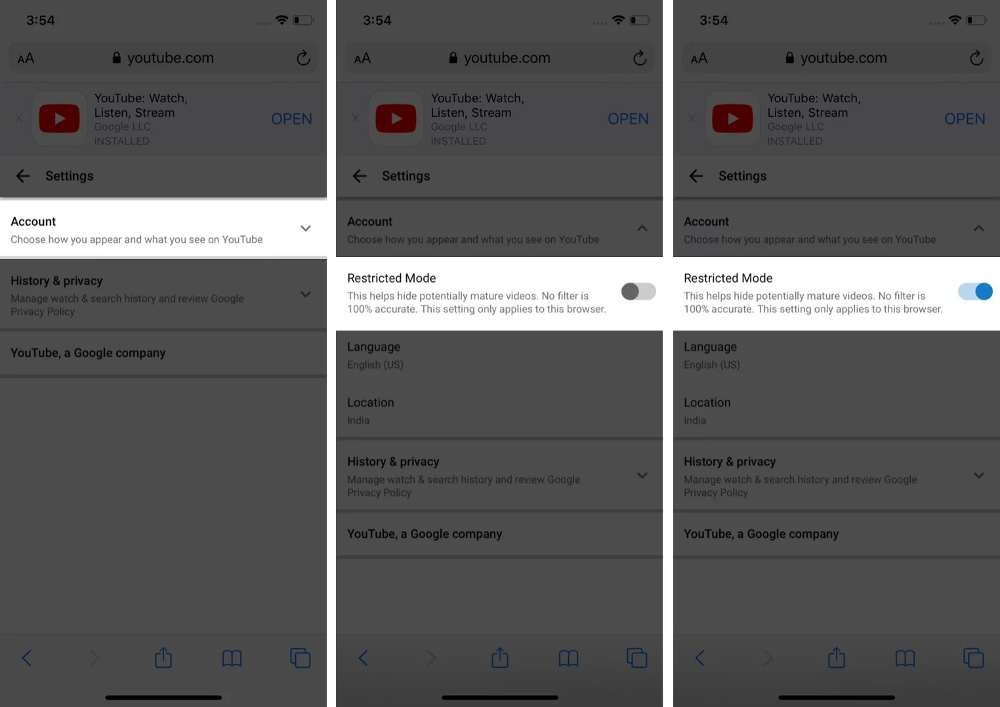 3:54
AA
youtube.com
YouTube: Watch,
Listen, Stream
Google LLC
INSTALLED
OPEN
Settings
Account
Choose how you appear and what you see on YouTube
History & privacy
Manage watch & search history and review Google
Privacy Policy
YouTube, a Google company
3:54
AA
youtube.com
YouTube: Watch,
Listen, Stream
Google LLC
INSTALLED
OPEN
Settings
Account
Choose how you appear and what you see on YouTube
Restricted Mode
This helps hide potentially mature videos. No filter is
100% accurate. This setting only applies to this browser.
Language
English (US)
Location
India
History & privacy
Manage watch & search history and review Google
Privacy Policy
YouTube, a Google company
3:54
AA
youtube.com
YouTube: Watch,
Listen, Stream
Google LLC
INSTALLED
OPEN
Settings
Account
Choose how you appear and what you see on YouTube
Restricted Mode
This helps hide potentially mature videos. No filter is
100% accurate. This setting only applies to this browser.
Language
English (US)
Location
India
History & privacy
Manage watch & search history and review Google
Privacy Policy
YouTube, a Google company